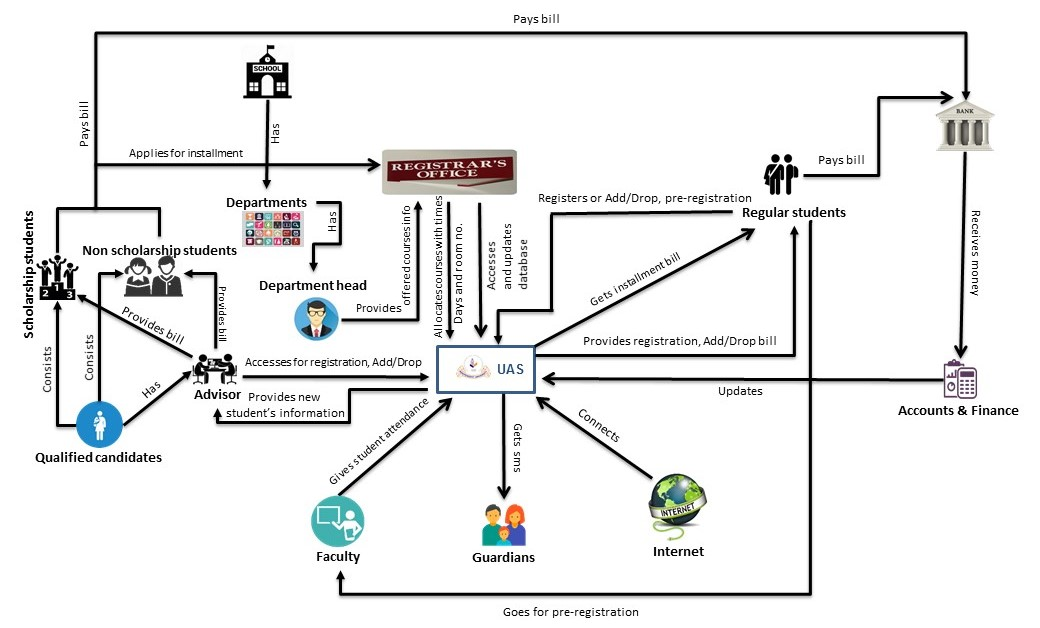 Pays bill
SCHOOL
BANK
Pays bill
Has
Applies for installment
REGISTRAR'S
OFFICE
Pays bill
Departments
Has
Registers or Add/Drop, pre-registration
Regular students
Scholarship students
Non scholarship students
Provides bill
Provides bill
Department head
Provides
offered courses info
Allocates courses with times
Days and room no.
Accesses
and updates
database
Gets installment bill
Receives money
Provides registration, Add/Drop bill
Consists
Consists
Has
Advisor
Accesses for registration, Add/Drop
UAS
Updates
Provides new
student's information
Accounts & Finance
Qualified candidates
Gives student attendance
Gets sms
Connects
INTERNET
Faculty
Guardians
Internet
Goes for pre-registration
2
1
3